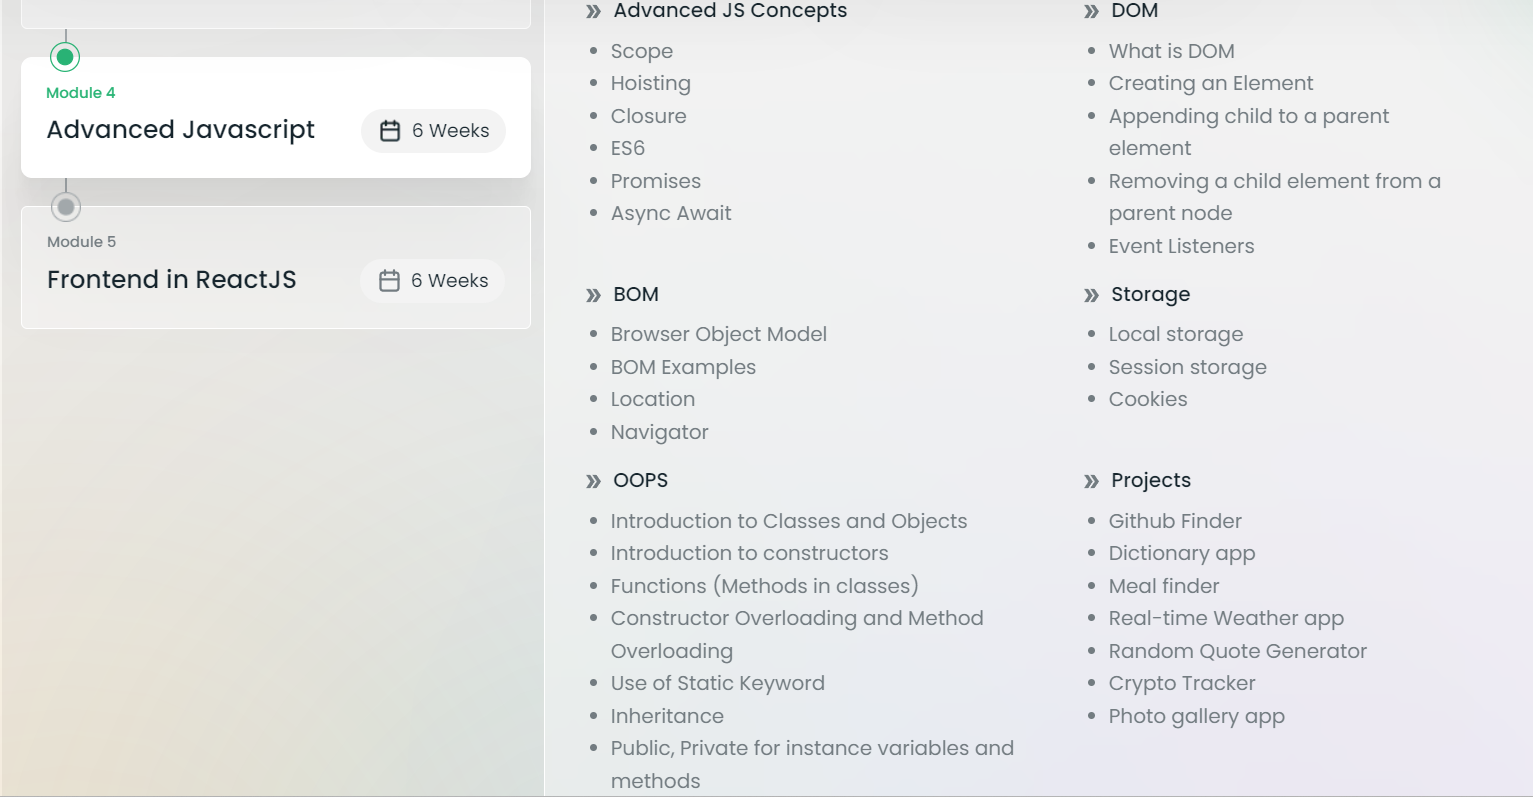 Module 4
Advanced Javascript
6 Weeks
Module 5
Frontend in ReactJS
6 Weeks
Advanced JS Concepts
Scope
Hoisting
Closure
ES6
Promises
Async Await
DOM
What is DOM
Creating an Element
Appending child to a parent
element
Removing a child element from a
parent node
Event Listeners
BOM
Browser Object Model
BOM Examples
Location
Navigator
Storage
Local storage
Session storage
Cookies
OOPS
Introduction to Classes and Objects
Introduction to constructors
Functions (Methods in classes)
Constructor Overloading and Method
Overloading
Use of Static Keyword
Inheritance
Public, Private for instance variables and
methods
Projects
Github Finder
Dictionary app
Meal finder
Real-time Weather app
Random Quote Generator
Crypto Tracker
Photo gallery app